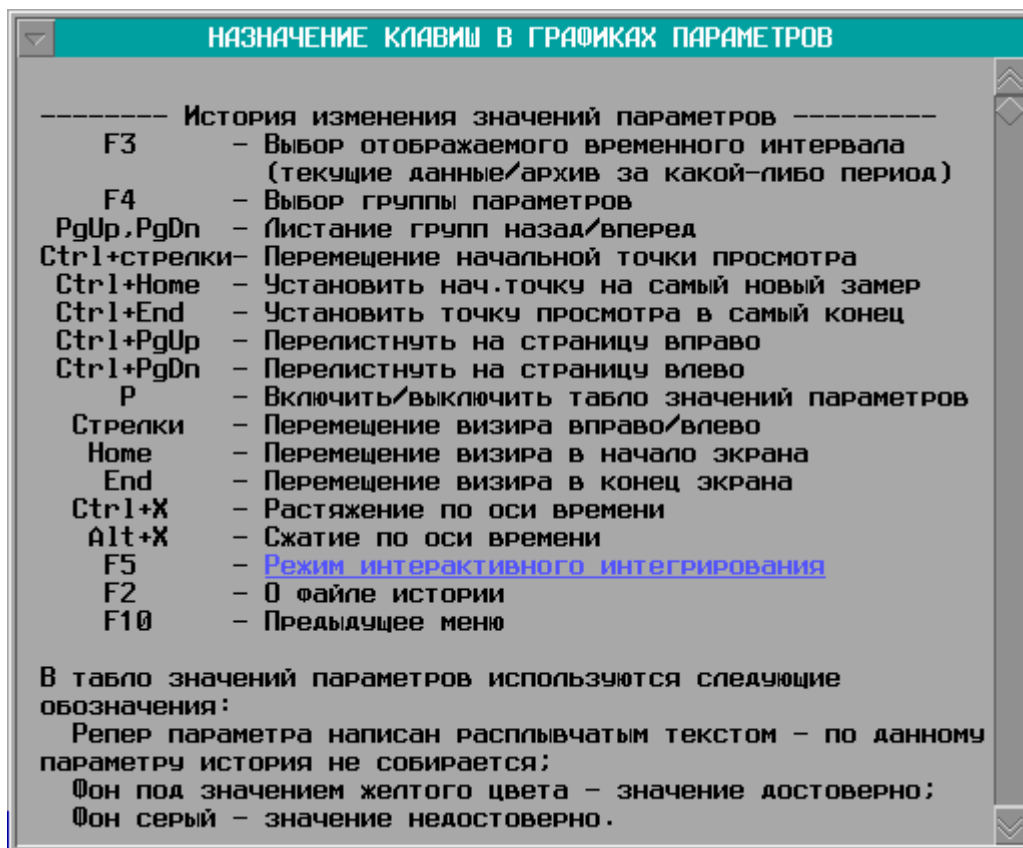 НАЗНАЧЕНИЕ КЛАВИШ В ГРАФИКАХ ПАРАМЕТРОВ
-------- История изменения значений параметров ---------
F3 – Выбор отображаемого временного интервала
(текущие данные/архив за какой-либо период)
F4 – Выбор группы параметров
PgUp,PgDn – Листание групп назад/вперед
Ctrl+стрелки– Перемещение начальной точки просмотра
Ctrl+Home – Установить нач.точку на самый новый замер
Ctrl+End – Установить точку просмотра в самый конец
Ctrl+PgUp – Перелистнуть на страницу вправо
Ctrl+PgDn – Перелистнуть на страницу влево
P – Включить/выключить табло значений параметров
Стрелки – Перемещение визира вправо/влево
Home – Перемещение визира в начало экрана
End – Перемещение визира в конец экрана
Ctrl+X – Растяжение по оси времени
Alt+X – Сжатие по оси времени
F5 – Режим интерактивного интегрирования
F2 – О файле истории
F10 – Предыдущее меню
В табло значений параметров используются следующие
обозначения:
Репер параметра написан расплывчатым текстом – по данному
параметру история не собирается;
Фон под значением желтого цвета – значение достоверно;
Фон серый – значение недостоверно.